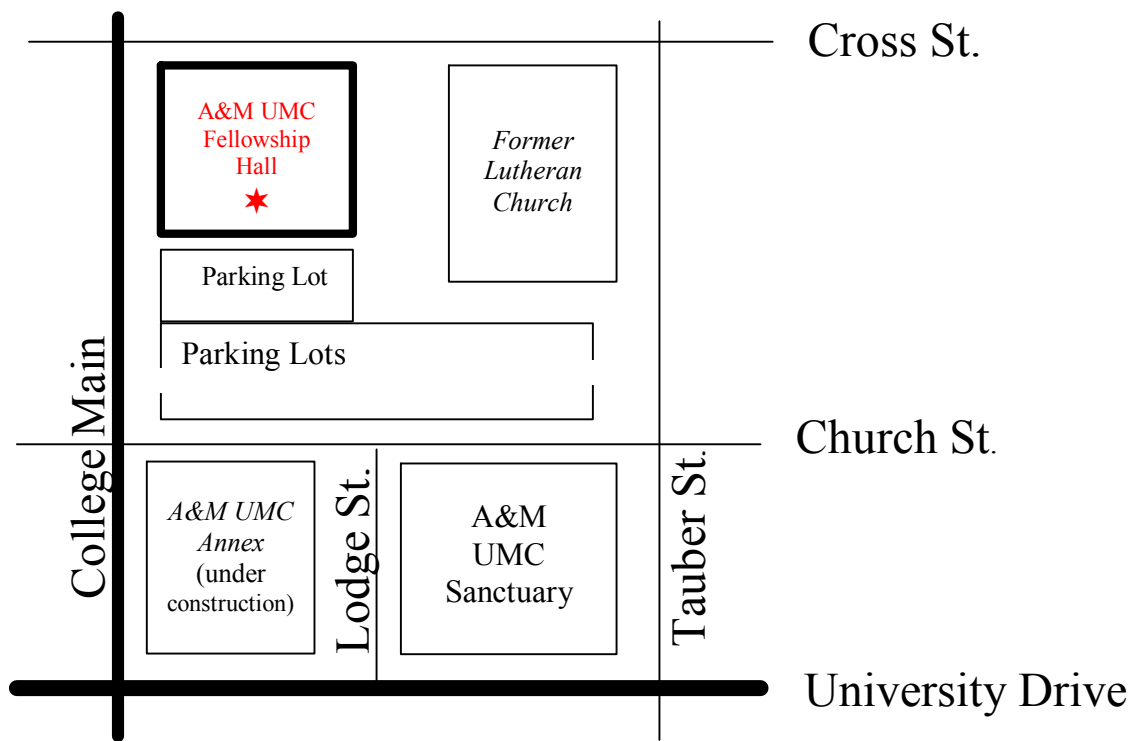 Cross St.
A&M UMC
Fellowship
Hall
Former
Lutheran
Church
Parking Lot
Parking Lots
College Main
Church St.
A&M UMC
Annex
(under
construction)
Lodge St.
A&M
UMC
Sanctuary
Tauber St.
University Drive